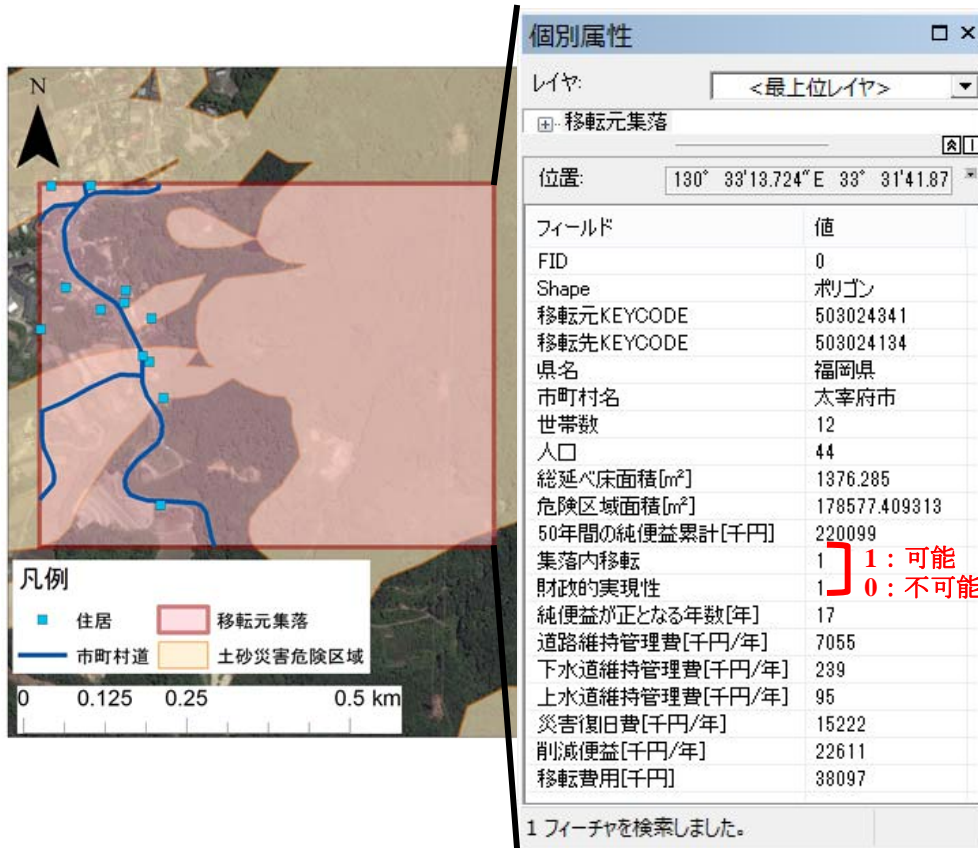 N
凡例
住居
移転元集落
市町村道
土砂災害危険区域
0 0.125 0.25 0.5 km
個別属性
レイヤ: <最上位レイヤ>
移転元集落
位置: 130° 33'13.724"E 33° 31'41.87
フィールド 値
FID 0
Shape ポリゴン
移転元KEYCODE 503024341
移転先KEYCODE 503024134
県名 福岡県
市町村名 太宰府市
世帯数 12
人口 44
総延べ床面積[㎡] 1376.285
危険区域面積[㎡] 178577.409313
50年間の純便益累計[千円] 220099
集落内移転 1
財政的実現性 1
1：可能
0：不可能
純便益が正となる年数[年] 17
道路維持管理費[千円/年] 7055
下水道維持管理費[千円/年] 239
上水道維持管理費[千円/年] 95
災害復旧費[千円/年] 15222
削減便益[千円/年] 22611
移転費用[千円] 38097
1 フィーチャを検索しました。